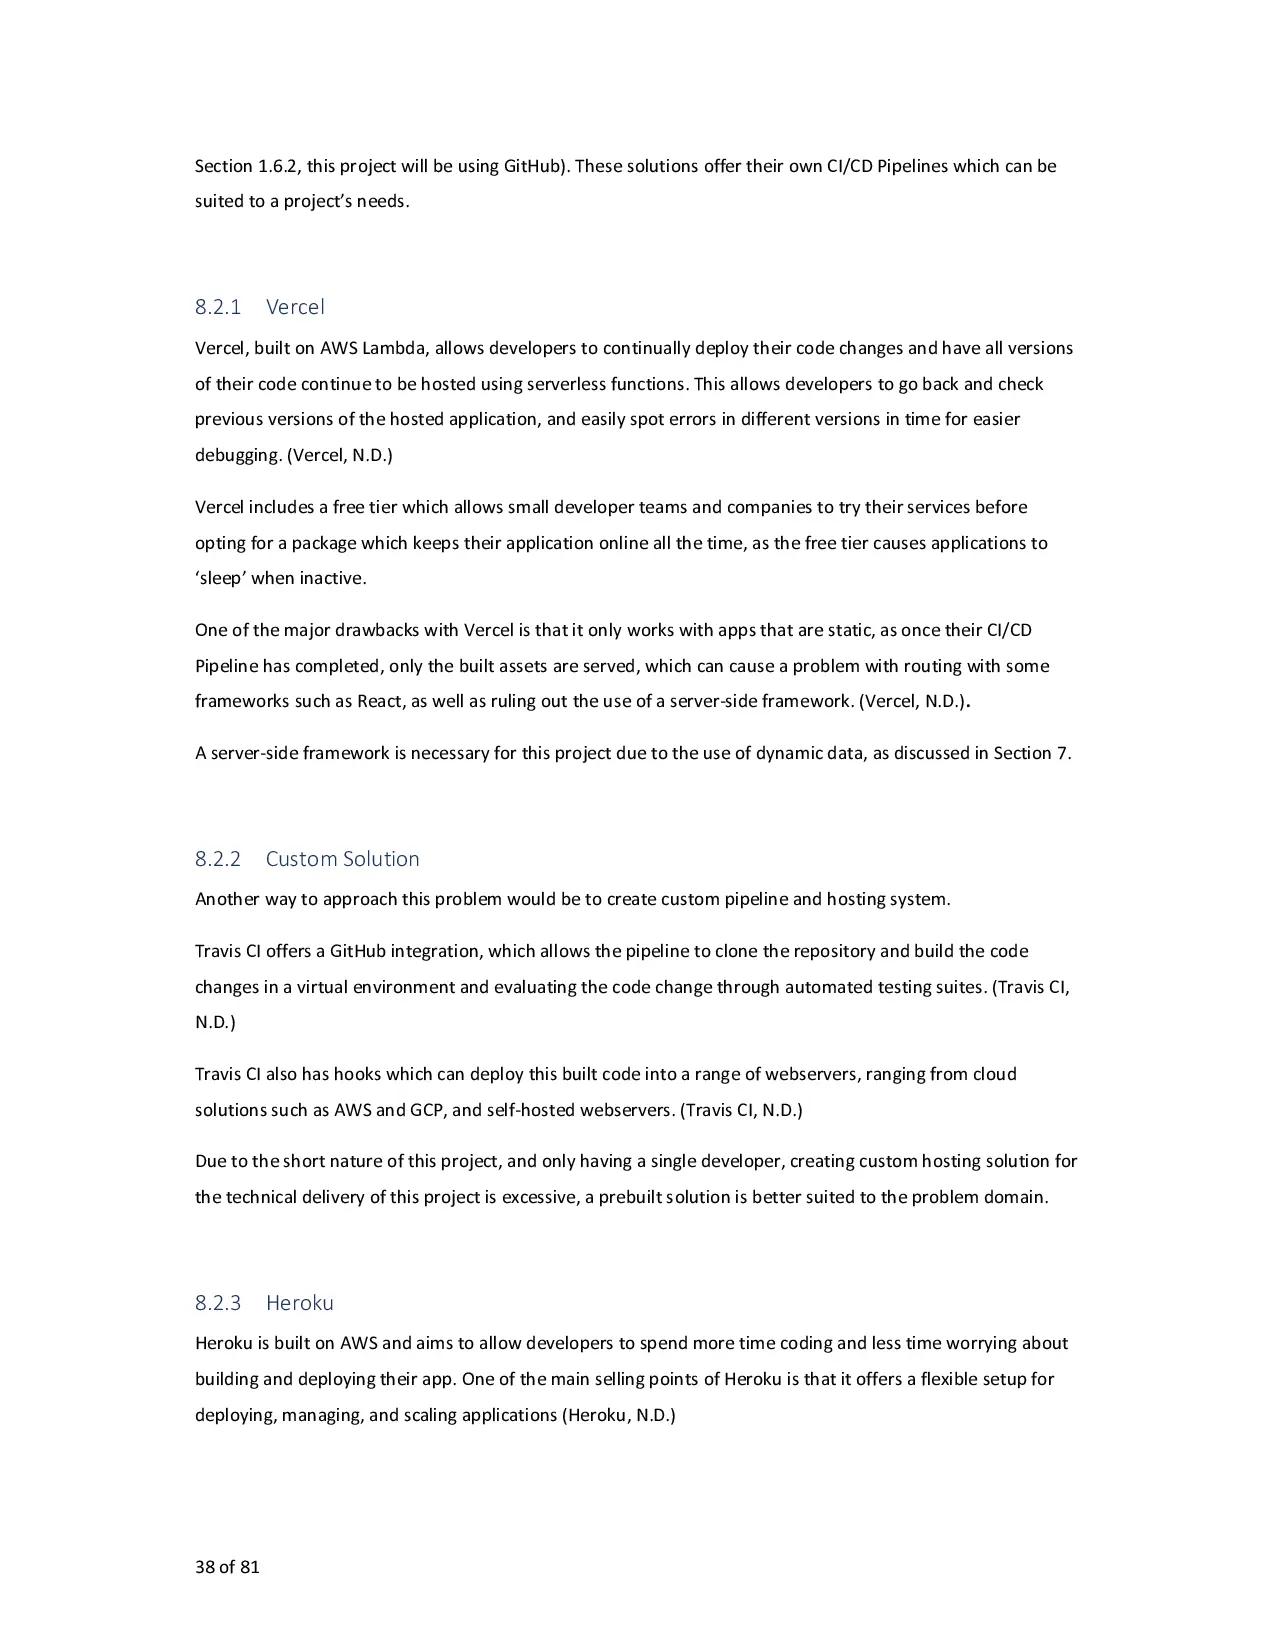 Section 1.6.2, this project will be using GitHub). These solutions offer their own CI/CD Pipelines which can be
suited to a project’s needs.
8.2.1 Vercel
Vercel, built on AWS Lambda, allows developers to continually deploy their code changes and have all versions
of their code continue to be hosted using serverless functions. This allows developers to go back and check
previous versions of the hosted application, and easily spot errors in different versions in time for easier
debugging. (Vercel, N.D.)
Vercel includes a free tier which allows small developer teams and companies to try their services before
opting for a package which keeps their application online all the time, as the free tier causes applications to
‘sleep’ when inactive.
One of the major drawbacks with Vercel is that it only works with apps that are static, as once their CI/CD
Pipeline has completed, only the built assets are served, which can cause a problem with routing with some
frameworks such as React, as well as ruling out the use of a server-side framework. (Vercel, N.D.).
A server-side framework is necessary for this project due to the use of dynamic data, as discussed in Section 7.
8.2.2 Custom Solution
Another way to approach this problem would be to create custom pipeline and hosting system.
Travis CI offers a GitHub integration, which allows the pipeline to clone the repository and build the code
changes in a virtual environment and evaluating the code change through automated testing suites. (Travis CI,
N.D.)
Travis CI also has hooks which can deploy this built code into a range of webservers, ranging from cloud
solutions such as AWS and GCP, and self-hosted webservers. (Travis CI, N.D.)
Due to the short nature of this project, and only having a single developer, creating custom hosting solution for
the technical delivery of this project is excessive, a prebuilt solution is better suited to the problem domain.
8.2.3 Heroku
Heroku is built on AWS and aims to allow developers to spend more time coding and less time worrying about
building and deploying their app. One of the main selling points of Heroku is that it offers a flexible setup for
deploying, managing, and scaling applications (Heroku, N.D.)
38 of 81